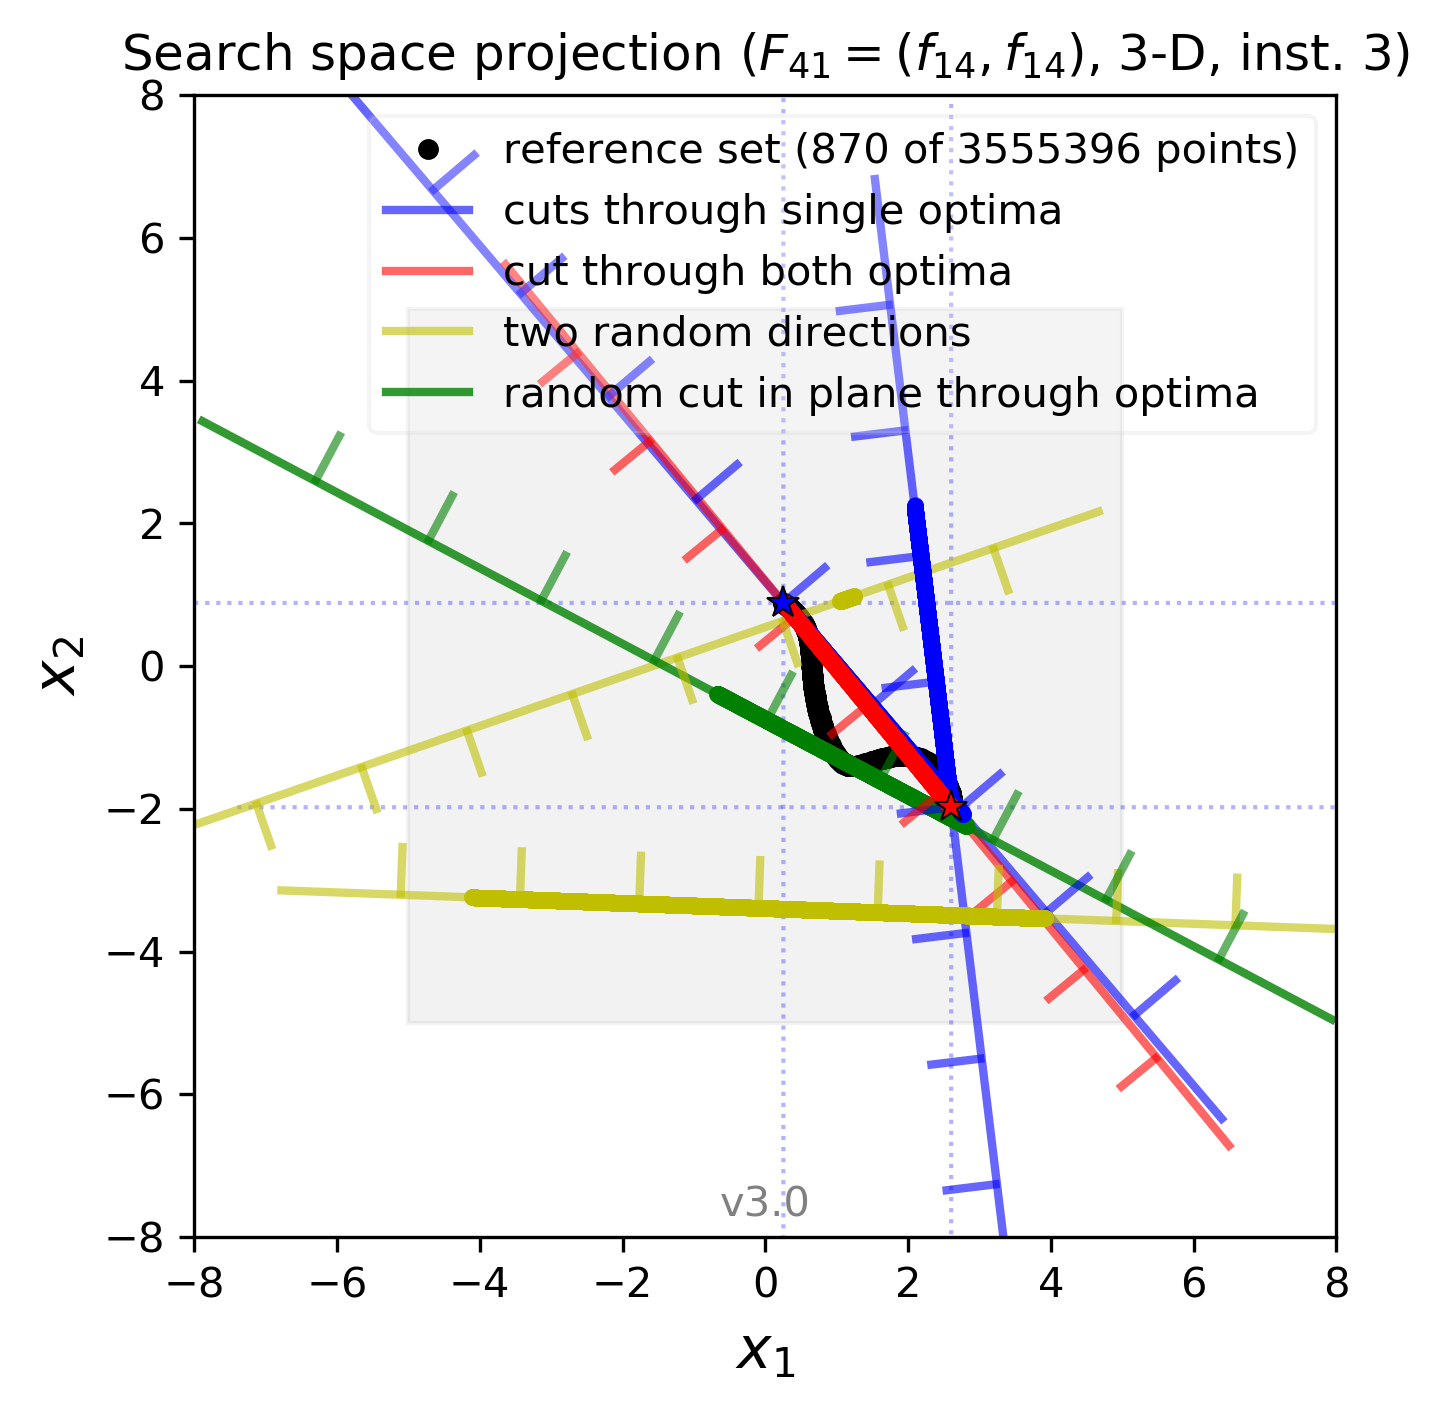 Search space projection (F₄₁ = (f₁₄, f₁₄), 3-D, inst. 3)
reference set (870 of 3555396 points)
cuts through single optima
cut through both optima
two random directions
random cut in plane through optima
8
6
4
2
0
−2
−4
−6
−8
x₂
v3.0
−8 −6 −4 −2 0 2 4 6 8
x₁